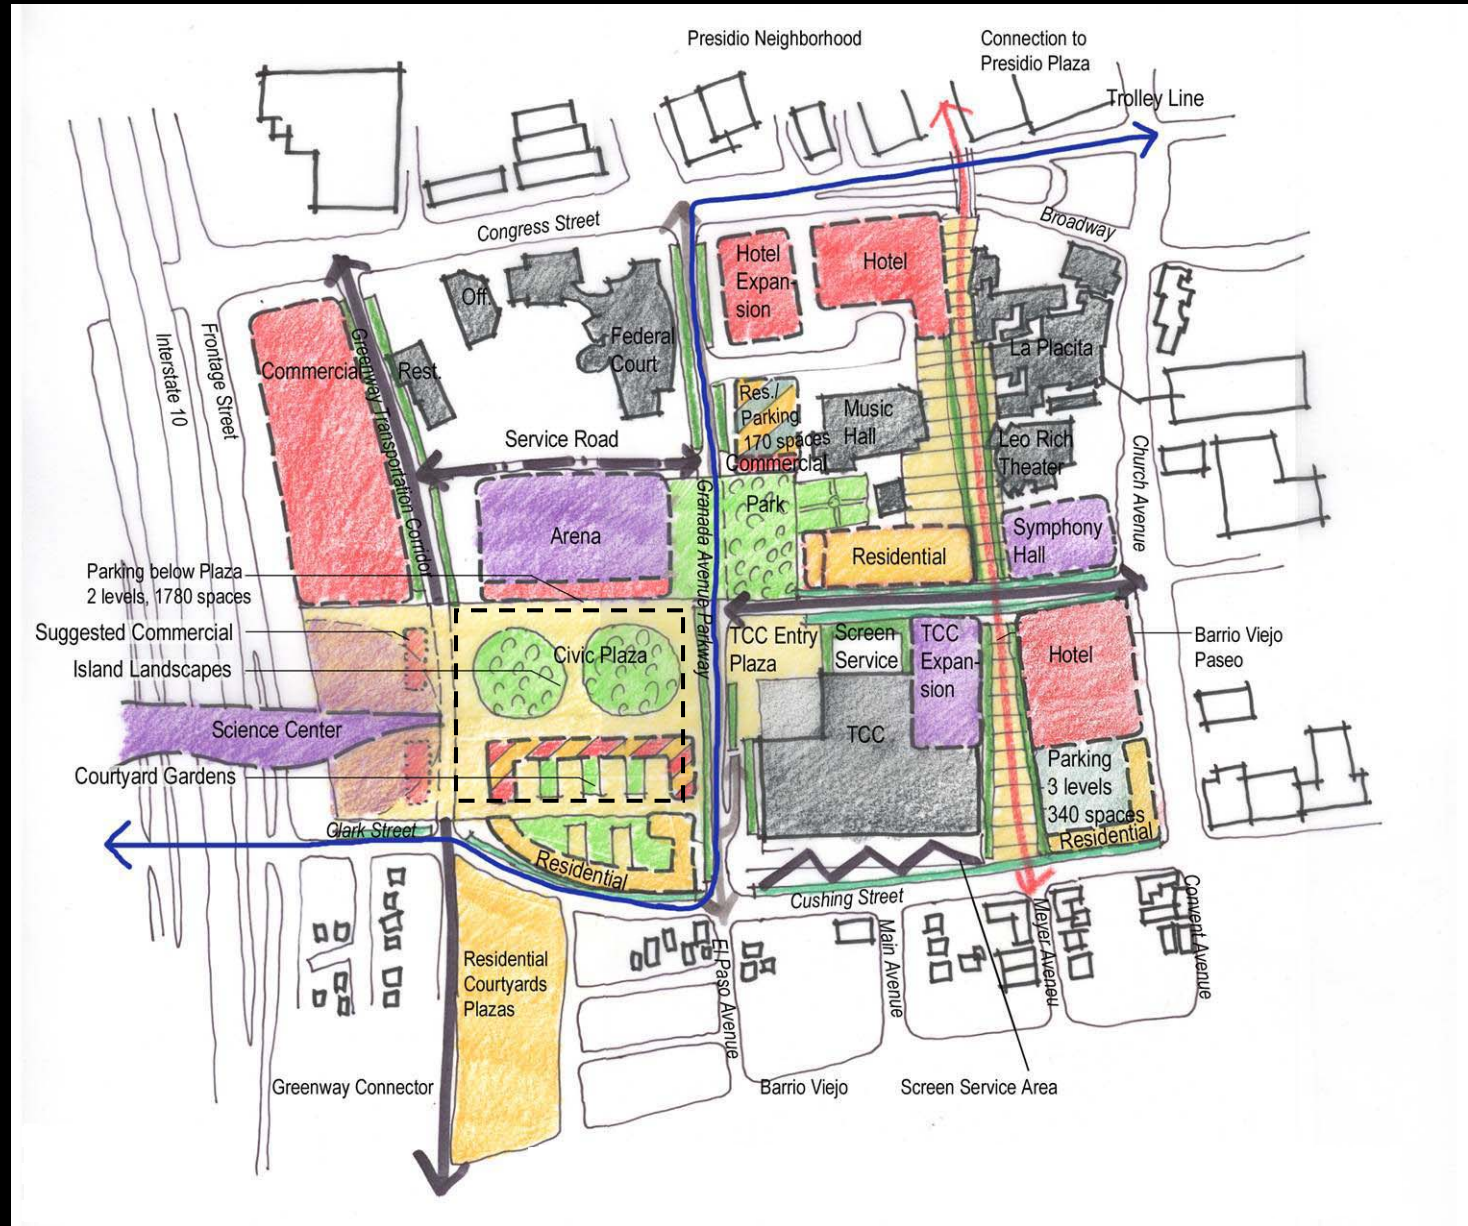 Presidio Neighborhood
Connection to
Presidio Plaza
Trolley Line
Congress Street
Broadway
Hotel
Expan-
sion
Hotel
Off.
Federal
Court
La Placita
Interstate 10
Frontage Street
Commercial
Greenway Transportation Corridor
Rest.
Res./
Parking
170 spaces
Commercial
Music
Hall
Leo Rich
Theater
Church Avenue
Service Road
Granada Avenue Parkway
Park
Arena
Symphony
Hall
Residential
Parking below Plaza
2 levels, 1780 spaces
Suggested Commercial
Island Landscapes
Civic Plaza
TCC Entry
Plaza
Screen
Service
TCC
Expan-
sion
Hotel
Barrio Viejo
Paseo
Science Center
TCC
Courtyard Gardens
Parking
3 levels
340 spaces
Residential
Clark Street
Residential
Cushing Street
Residential
Courtyards
Plazas
El Paso Avenue
Main Avenue
Meyer Aveneu
Convent Avenue
Greenway Connector
Barrio Viejo
Screen Service Area